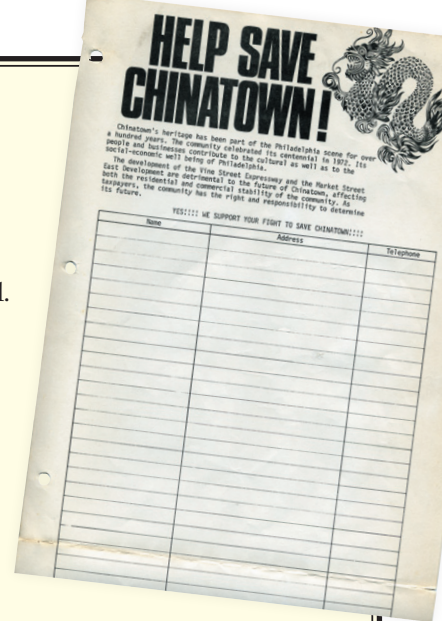 HELP SAVE
CHINATOWN!
Chinatown's heritage has been part of the Philadelphia scene for over
a hundred years. The community celebrated its centennial in 1972. Its
people and businesses contribute to the cultural as well as to the
social-economic well being of Philadelphia.
The development of the Vine Street Expressway and the Market Street
East Development are detrimental to the future of Chinatown, affecting
both the residential and commercial stability of the community. As
taxpayers, the community has the right and responsibility to determine
its future.
YES!!!! WE SUPPORT YOUR FIGHT TO SAVE CHINATOWN!!!!
Name Address Telephone
l.